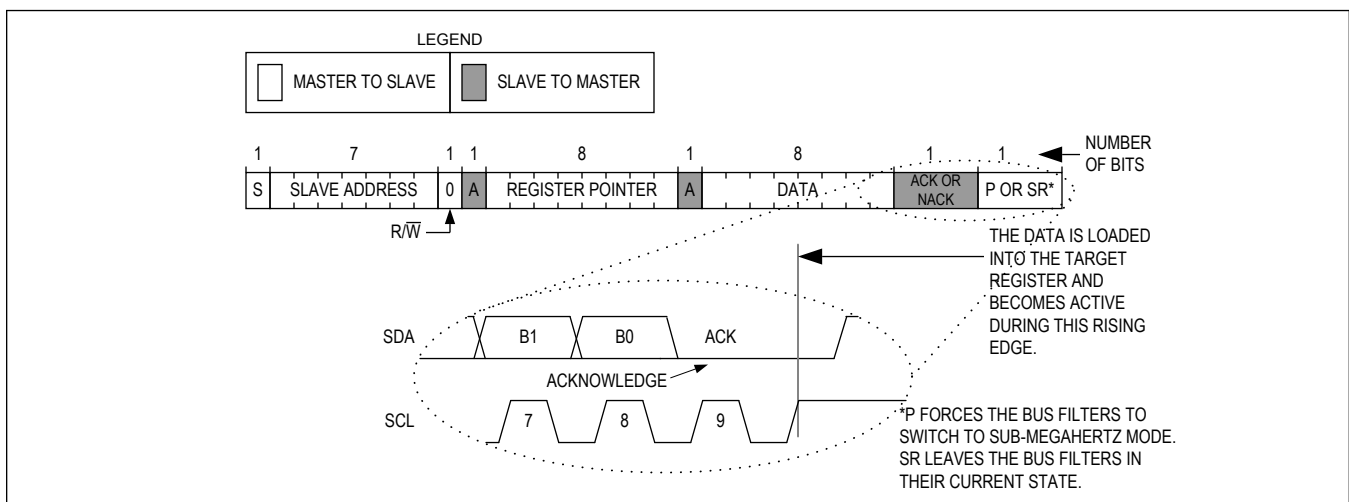 LEGEND
MASTER TO SLAVE
SLAVE TO MASTER
1 7 1 1 8 1 8 1 1
NUMBER
OF BITS
S SLAVE ADDRESS 0 A REGISTER POINTER A DATA ACK OR
NACK P OR SR*
R/W̅
THE DATA IS LOADED
INTO THE TARGET
REGISTER AND
BECOMES ACTIVE
DURING THIS RISING
EDGE.
SDA B1 B0 ACK
ACKNOWLEDGE
SCL 7 8 9
*P FORCES THE BUS FILTERS TO
SWITCH TO SUB-MEGAHERTZ MODE.
SR LEAVES THE BUS FILTERS IN
THEIR CURRENT STATE.